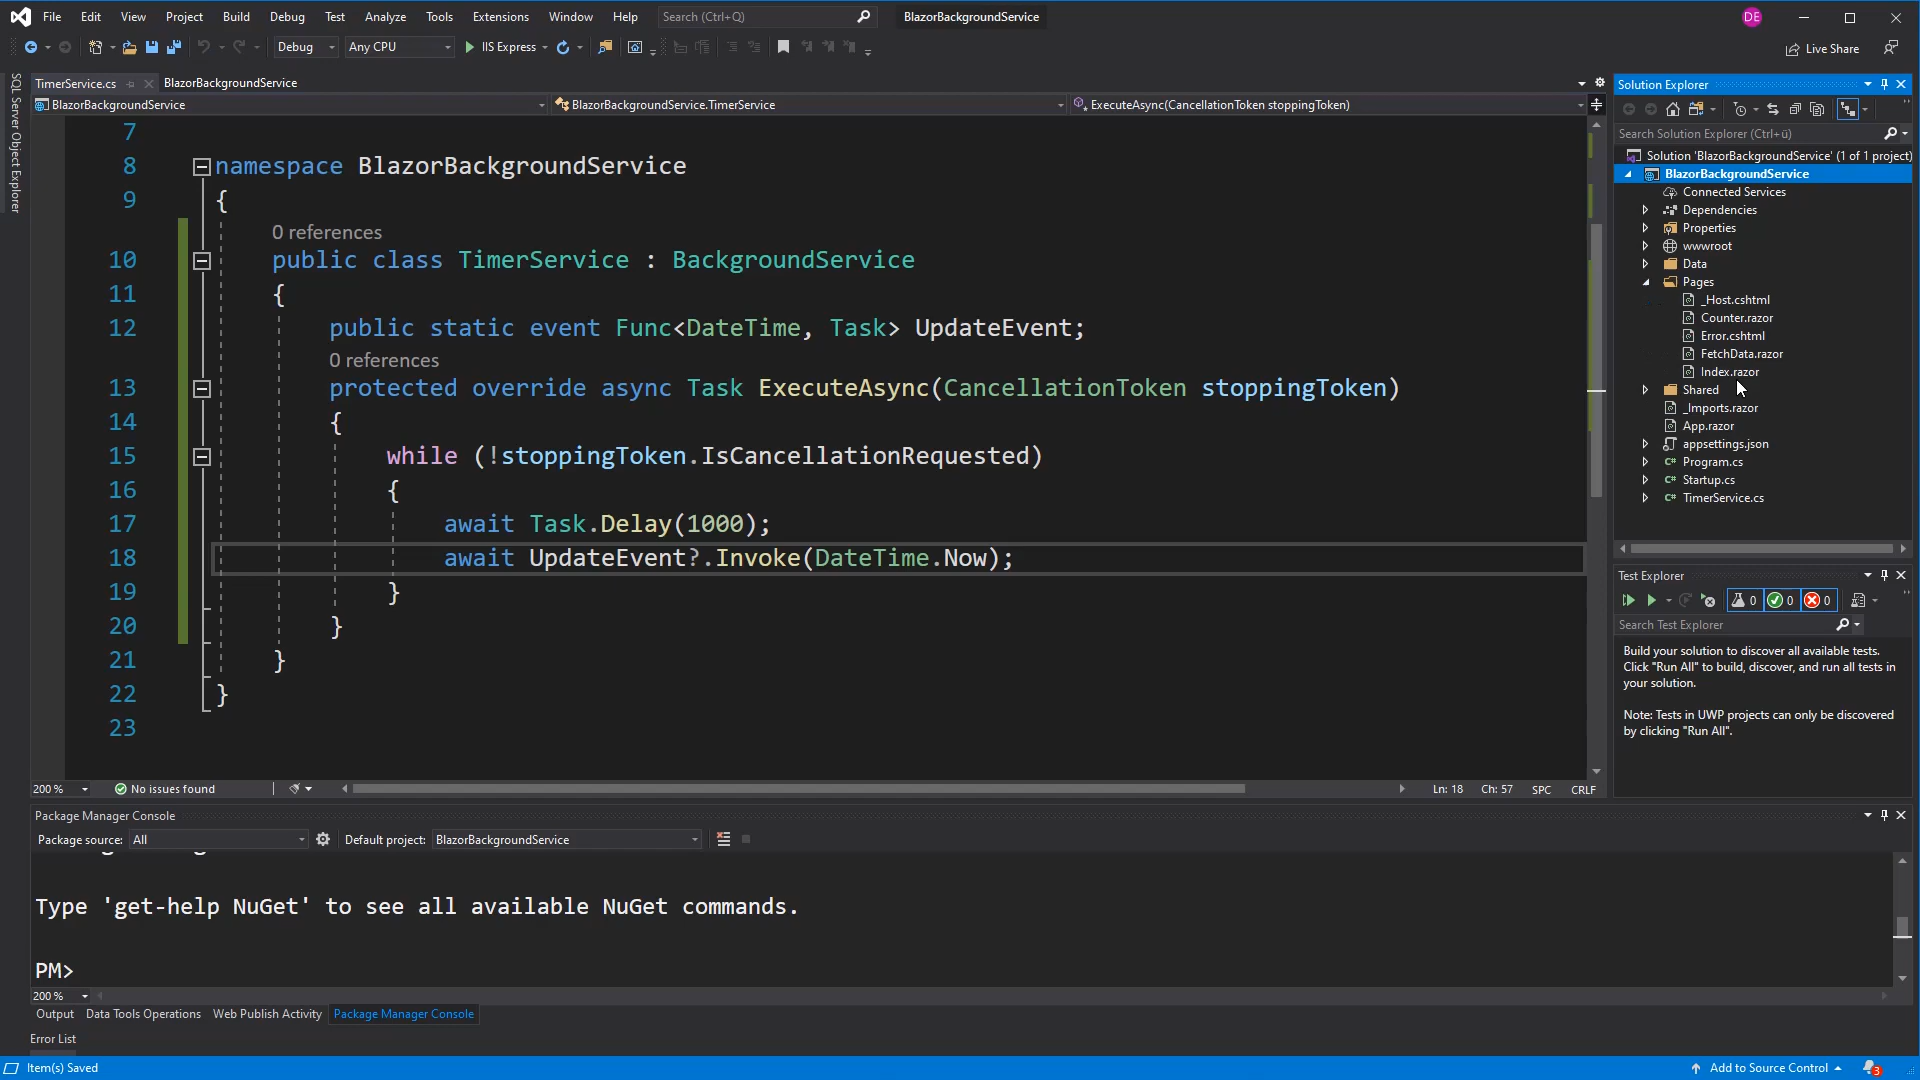 File Edit View Project Build Debug Test Analyze Tools Extensions Window Help Search (Ctrl+Q) BlazorBackgroundService DE
Debug Any CPU IIS Express Live Share
SQL Server Object Explorer
TimerService.cs BlazorBackgroundService
BlazorBackgroundService BlazorBackgroundService.TimerService ExecuteAsync(CancellationToken stoppingToken)
7
8 namespace BlazorBackgroundService
9 {
0 references
10 public class TimerService : BackgroundService
11 {
12 public static event Func<DateTime, Task> UpdateEvent;
0 references
13 protected override async Task ExecuteAsync(CancellationToken stoppingToken)
14 {
15 while (!stoppingToken.IsCancellationRequested)
16 {
17 await Task.Delay(1000);
18 await UpdateEvent?.Invoke(DateTime.Now);
19 }
20 }
21 }
22 }
23
200 % No issues found Ln: 18 Ch: 57 SPC CRLF
Solution Explorer
Search Solution Explorer (Ctrl+ü)
Solution 'BlazorBackgroundService' (1 of 1 project)
BlazorBackgroundService
Connected Services
Dependencies
Properties
wwwroot
Data
Pages
_Host.cshtml
Counter.razor
Error.cshtml
FetchData.razor
Index.razor
Shared
_Imports.razor
App.razor
appsettings.json
Program.cs
Startup.cs
TimerService.cs
Test Explorer
0 0 0
Search Test Explorer
Build your solution to discover all available tests.
Click "Run All" to build, discover, and run all tests in
your solution.
Note: Tests in UWP projects can only be discovered
by clicking "Run All".
Package Manager Console
Package source: All Default project: BlazorBackgroundService
Type 'get-help NuGet' to see all available NuGet commands.
PM>
200 %
Output Data Tools Operations Web Publish Activity Package Manager Console
Error List
Item(s) Saved Add to Source Control 3